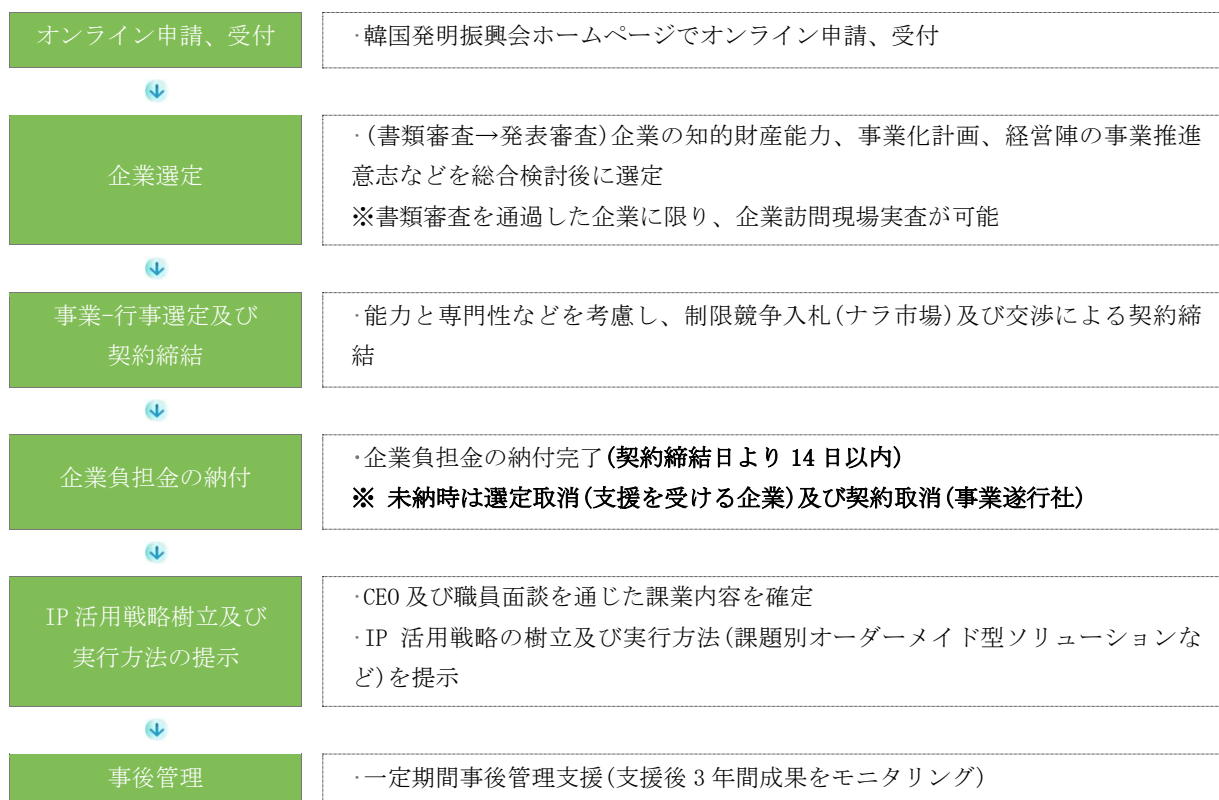 オンライン申請、受付
·韓国発明振興会ホームページでオンライン申請、受付
企業選定
·(書類審査→発表審査)企業の知的財産能力、事業化計画、経営陣の事業推進
意志などを総合検討後に選定
※書類審査を通過した企業に限り、企業訪問現場実査が可能
事業-行事選定及び
契約締結
·能力と専門性などを考慮し、制限競争入札(ナラ市場)及び交渉による契約締
結
企業負担金の納付
·企業負担金の納付完了(契約締結日より 14 日以内)
※ 未納時は選定取消(支援を受ける企業)及び契約取消(事業遂行社)
IP 活用戦略樹立及び
実行方法の提示
·CEO 及び職員面談を通じた課業内容を確定
·IP 活用戦略の樹立及び実行方法(課題別オーダーメイド型ソリューションな
ど)を提示
事後管理
·一定期間事後管理支援(支援後 3 年間成果をモニタリング)